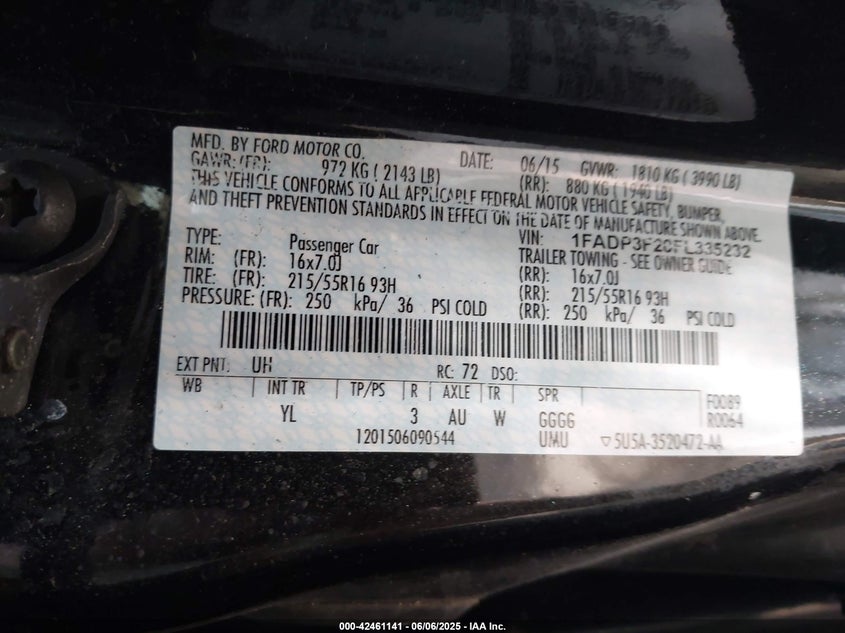 MFD. BY FORD MOTOR CO. DATE: 06/15 GVWR: 1810 KG ( 3990 LB)
GAWR: (FR): 972 KG ( 2143 LB) (RR): 880 KG ( 1940 LB)
THIS VEHICLE CONFORMS TO ALL APPLICABLE FEDERAL MOTOR VEHICLE SAFETY, BUMPER,
AND THEFT PREVENTION STANDARDS IN EFFECT ON THE DATE OF MANUFACTURE SHOWN ABOVE.
VIN: 1FADP3F20FL335232
TYPE: Passenger Car TRAILER TOWING - SEE OWNER GUIDE
RIM: (FR): 16x7.0J (RR): 16x7.0J
TIRE: (FR): 215/55R16 93H (RR): 215/55R16 93H
PRESSURE: (FR): 250 kPa/ 36 PSI COLD (RR): 250 kPa/ 36 PSI COLD
EXT PNT: UH RC: 72 DSO:
WB INT TR TP/PS R AXLE TR SPR F0089
YL 3 AU W GGGG R0064
1201506090544 UMU ▽5U5A-3520472-AA
000-42461141 - 06/06/2025 - IAA Inc.